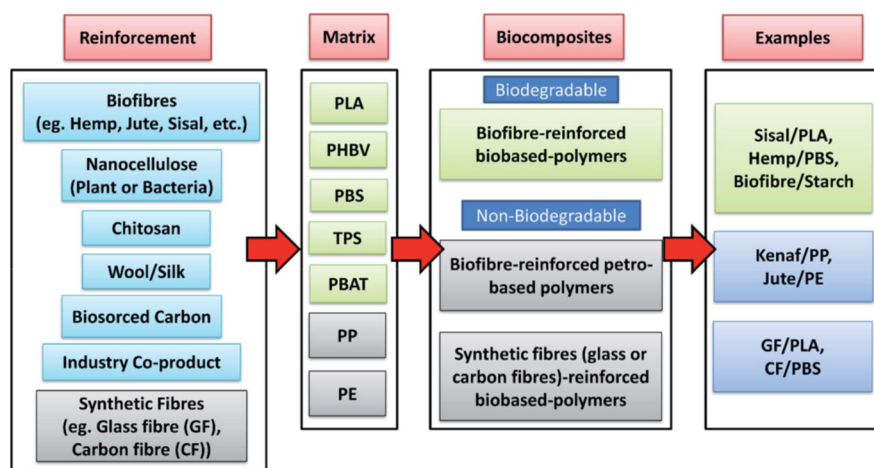 Reinforcement
Biofibres
(eg. Hemp, Jute, Sisal, etc.)
Nanocellulose
(Plant or Bacteria)
Chitosan
Wool/Silk
Biosorced Carbon
Industry Co-product
Synthetic Fibres
(eg. Glass fibre (GF),
Carbon fibre (CF))
Matrix
PLA
PHBV
PBS
TPS
PBAT
PP
PE
Biocomposites
Biodegradable
Biofibre-reinforced
biobased-polymers
Non-Biodegradable
Biofibre-reinforced petro-
based polymers
Synthetic fibres (glass or
carbon fibres)-reinforced
biobased-polymers
Examples
Sisal/PLA,
Hemp/PBS,
Biofibre/Starch
Kenaf/PP,
Jute/PE
GF/PLA,
CF/PBS